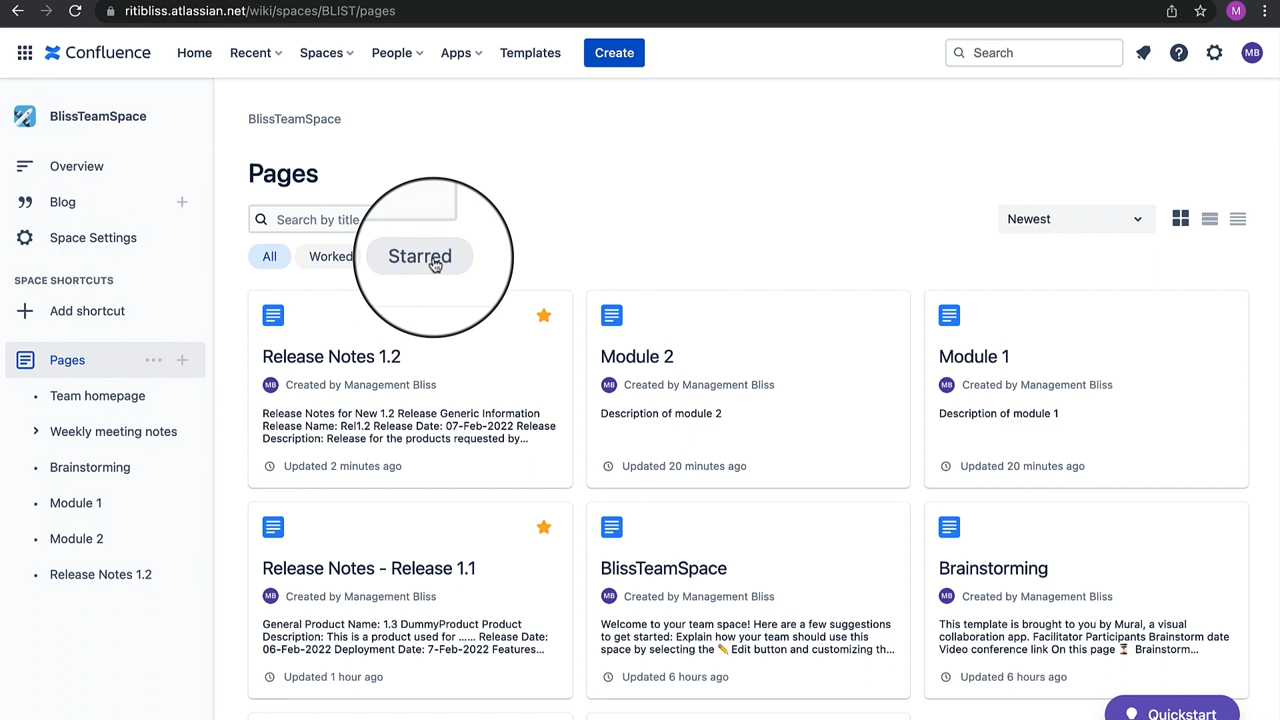 ritibliss.atlassian.net/wiki/spaces/BLIST/pages
M
Confluence
Home
Recent
Spaces
People
Apps
Templates
Create
Search
MB
BlissTeamSpace
Overview
Blog
Space Settings
SPACE SHORTCUTS
Add shortcut
Pages
Team homepage
Weekly meeting notes
Brainstorming
Module 1
Module 2
Release Notes 1.2
BlissTeamSpace
Pages
Search by title
Newest
All
Worked
Starred
Release Notes 1.2
MB Created by Management Bliss
Release Notes for New 1.2 Release Generic Information
Release Name: Rel1.2 Release Date: 07-Feb-2022 Release
Description: Release for the products requested by...
Updated 2 minutes ago
Module 2
MB Created by Management Bliss
Description of module 2
Updated 20 minutes ago
Module 1
MB Created by Management Bliss
Description of module 1
Updated 20 minutes ago
Release Notes - Release 1.1
MB Created by Management Bliss
General Product Name: 1.3 DummyProduct Product
Description: This is a product used for ...... Release Date:
06-Feb-2022 Deployment Date: 7-Feb-2022 Features...
Updated 1 hour ago
BlissTeamSpace
MB Created by Management Bliss
Welcome to your team space! Here are a few suggestions
to get started: Explain how your team should use this
space by selecting the ✏️ Edit button and customizing th...
Updated 6 hours ago
Brainstorming
MB Created by Management Bliss
This template is brought to you by Mural, a visual
collaboration app. Facilitator Participants Brainstorm date
Video conference link On this page ⏳ Brainstorm...
Updated 6 hours ago
Quickstart